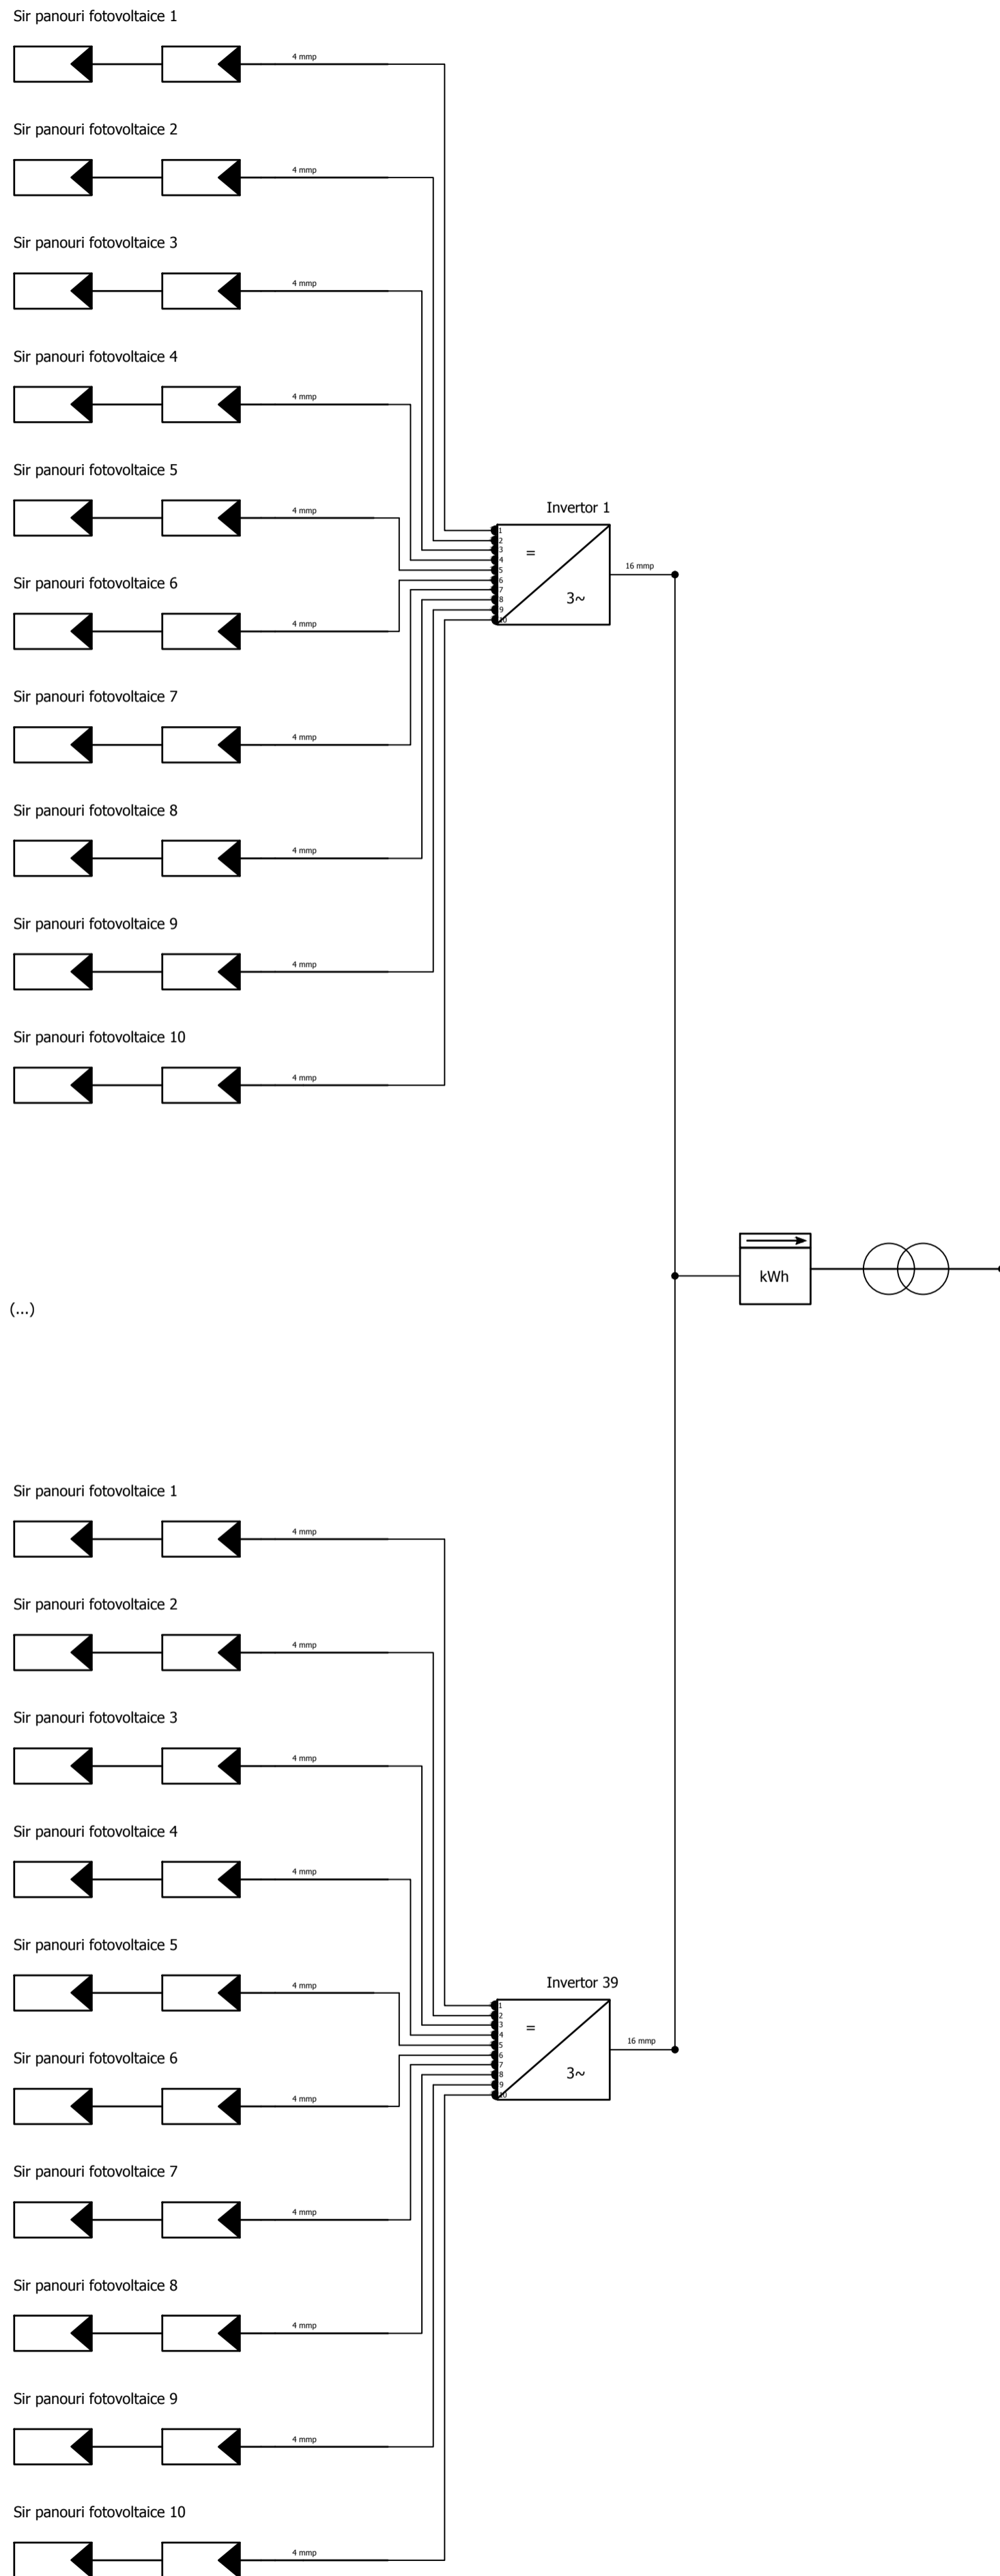 Sir panouri fotovoltaice 1
4 mmp
Sir panouri fotovoltaice 2
4 mmp
Sir panouri fotovoltaice 3
4 mmp
Sir panouri fotovoltaice 4
4 mmp
Sir panouri fotovoltaice 5
4 mmp
Invertor 1
1
2
3
4
5
6
7
8
9
10
=
3~
16 mmp
Sir panouri fotovoltaice 6
4 mmp
Sir panouri fotovoltaice 7
4 mmp
Sir panouri fotovoltaice 8
4 mmp
Sir panouri fotovoltaice 9
4 mmp
Sir panouri fotovoltaice 10
4 mmp
kWh
(...)
Sir panouri fotovoltaice 1
4 mmp
Sir panouri fotovoltaice 2
4 mmp
Sir panouri fotovoltaice 3
4 mmp
Sir panouri fotovoltaice 4
4 mmp
Sir panouri fotovoltaice 5
4 mmp
Invertor 39
1
2
3
4
5
6
7
8
9
10
=
3~
16 mmp
Sir panouri fotovoltaice 6
4 mmp
Sir panouri fotovoltaice 7
4 mmp
Sir panouri fotovoltaice 8
4 mmp
Sir panouri fotovoltaice 9
4 mmp
Sir panouri fotovoltaice 10
4 mmp